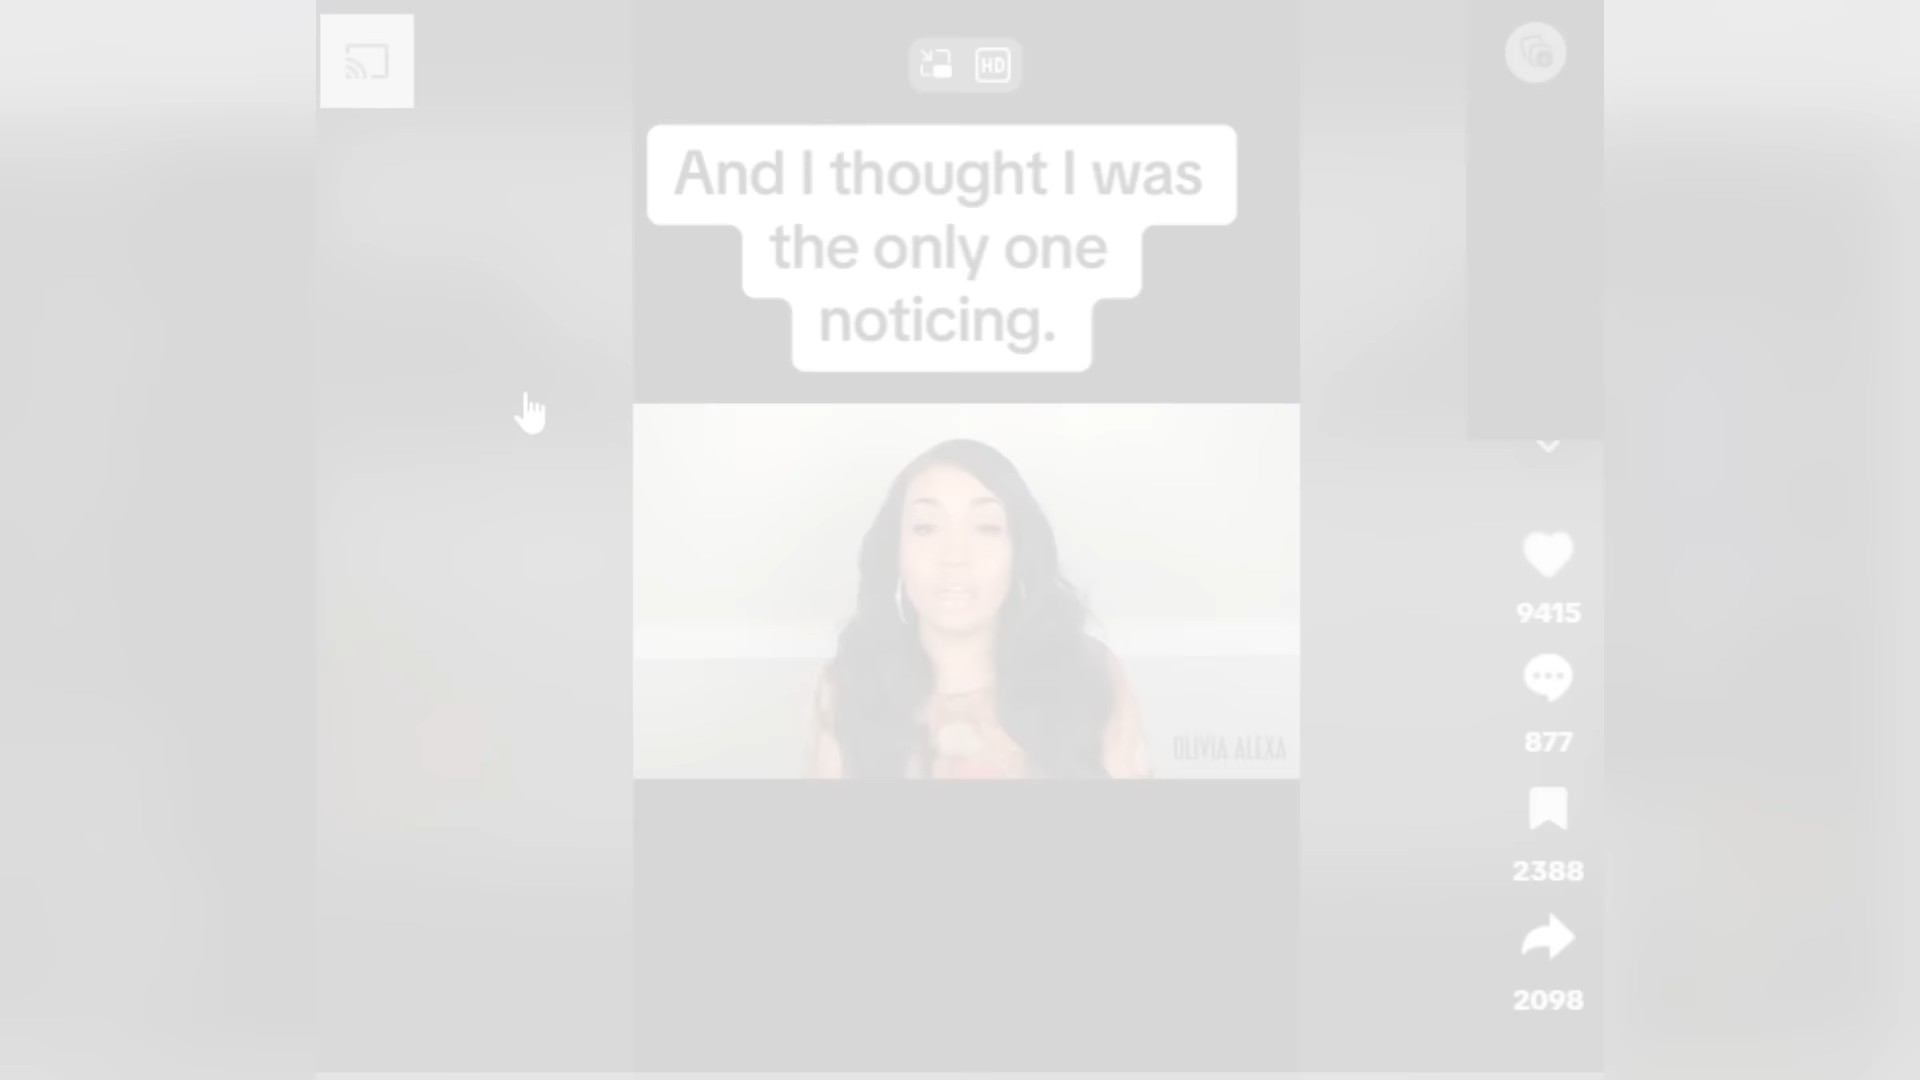 HD
And I thought I was
the only one
noticing.
OLIVIA ALEXA
9415
877
2388
2098